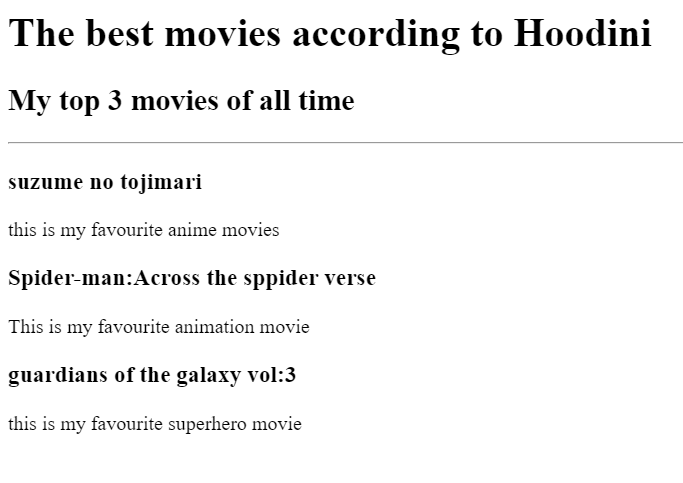 The best movies according to Hoodini
My top 3 movies of all time
suzume no tojimari
this is my favourite anime movies
Spider-man:Across the sppider verse
This is my favourite animation movie
guardians of the galaxy vol:3
this is my favourite superhero movie